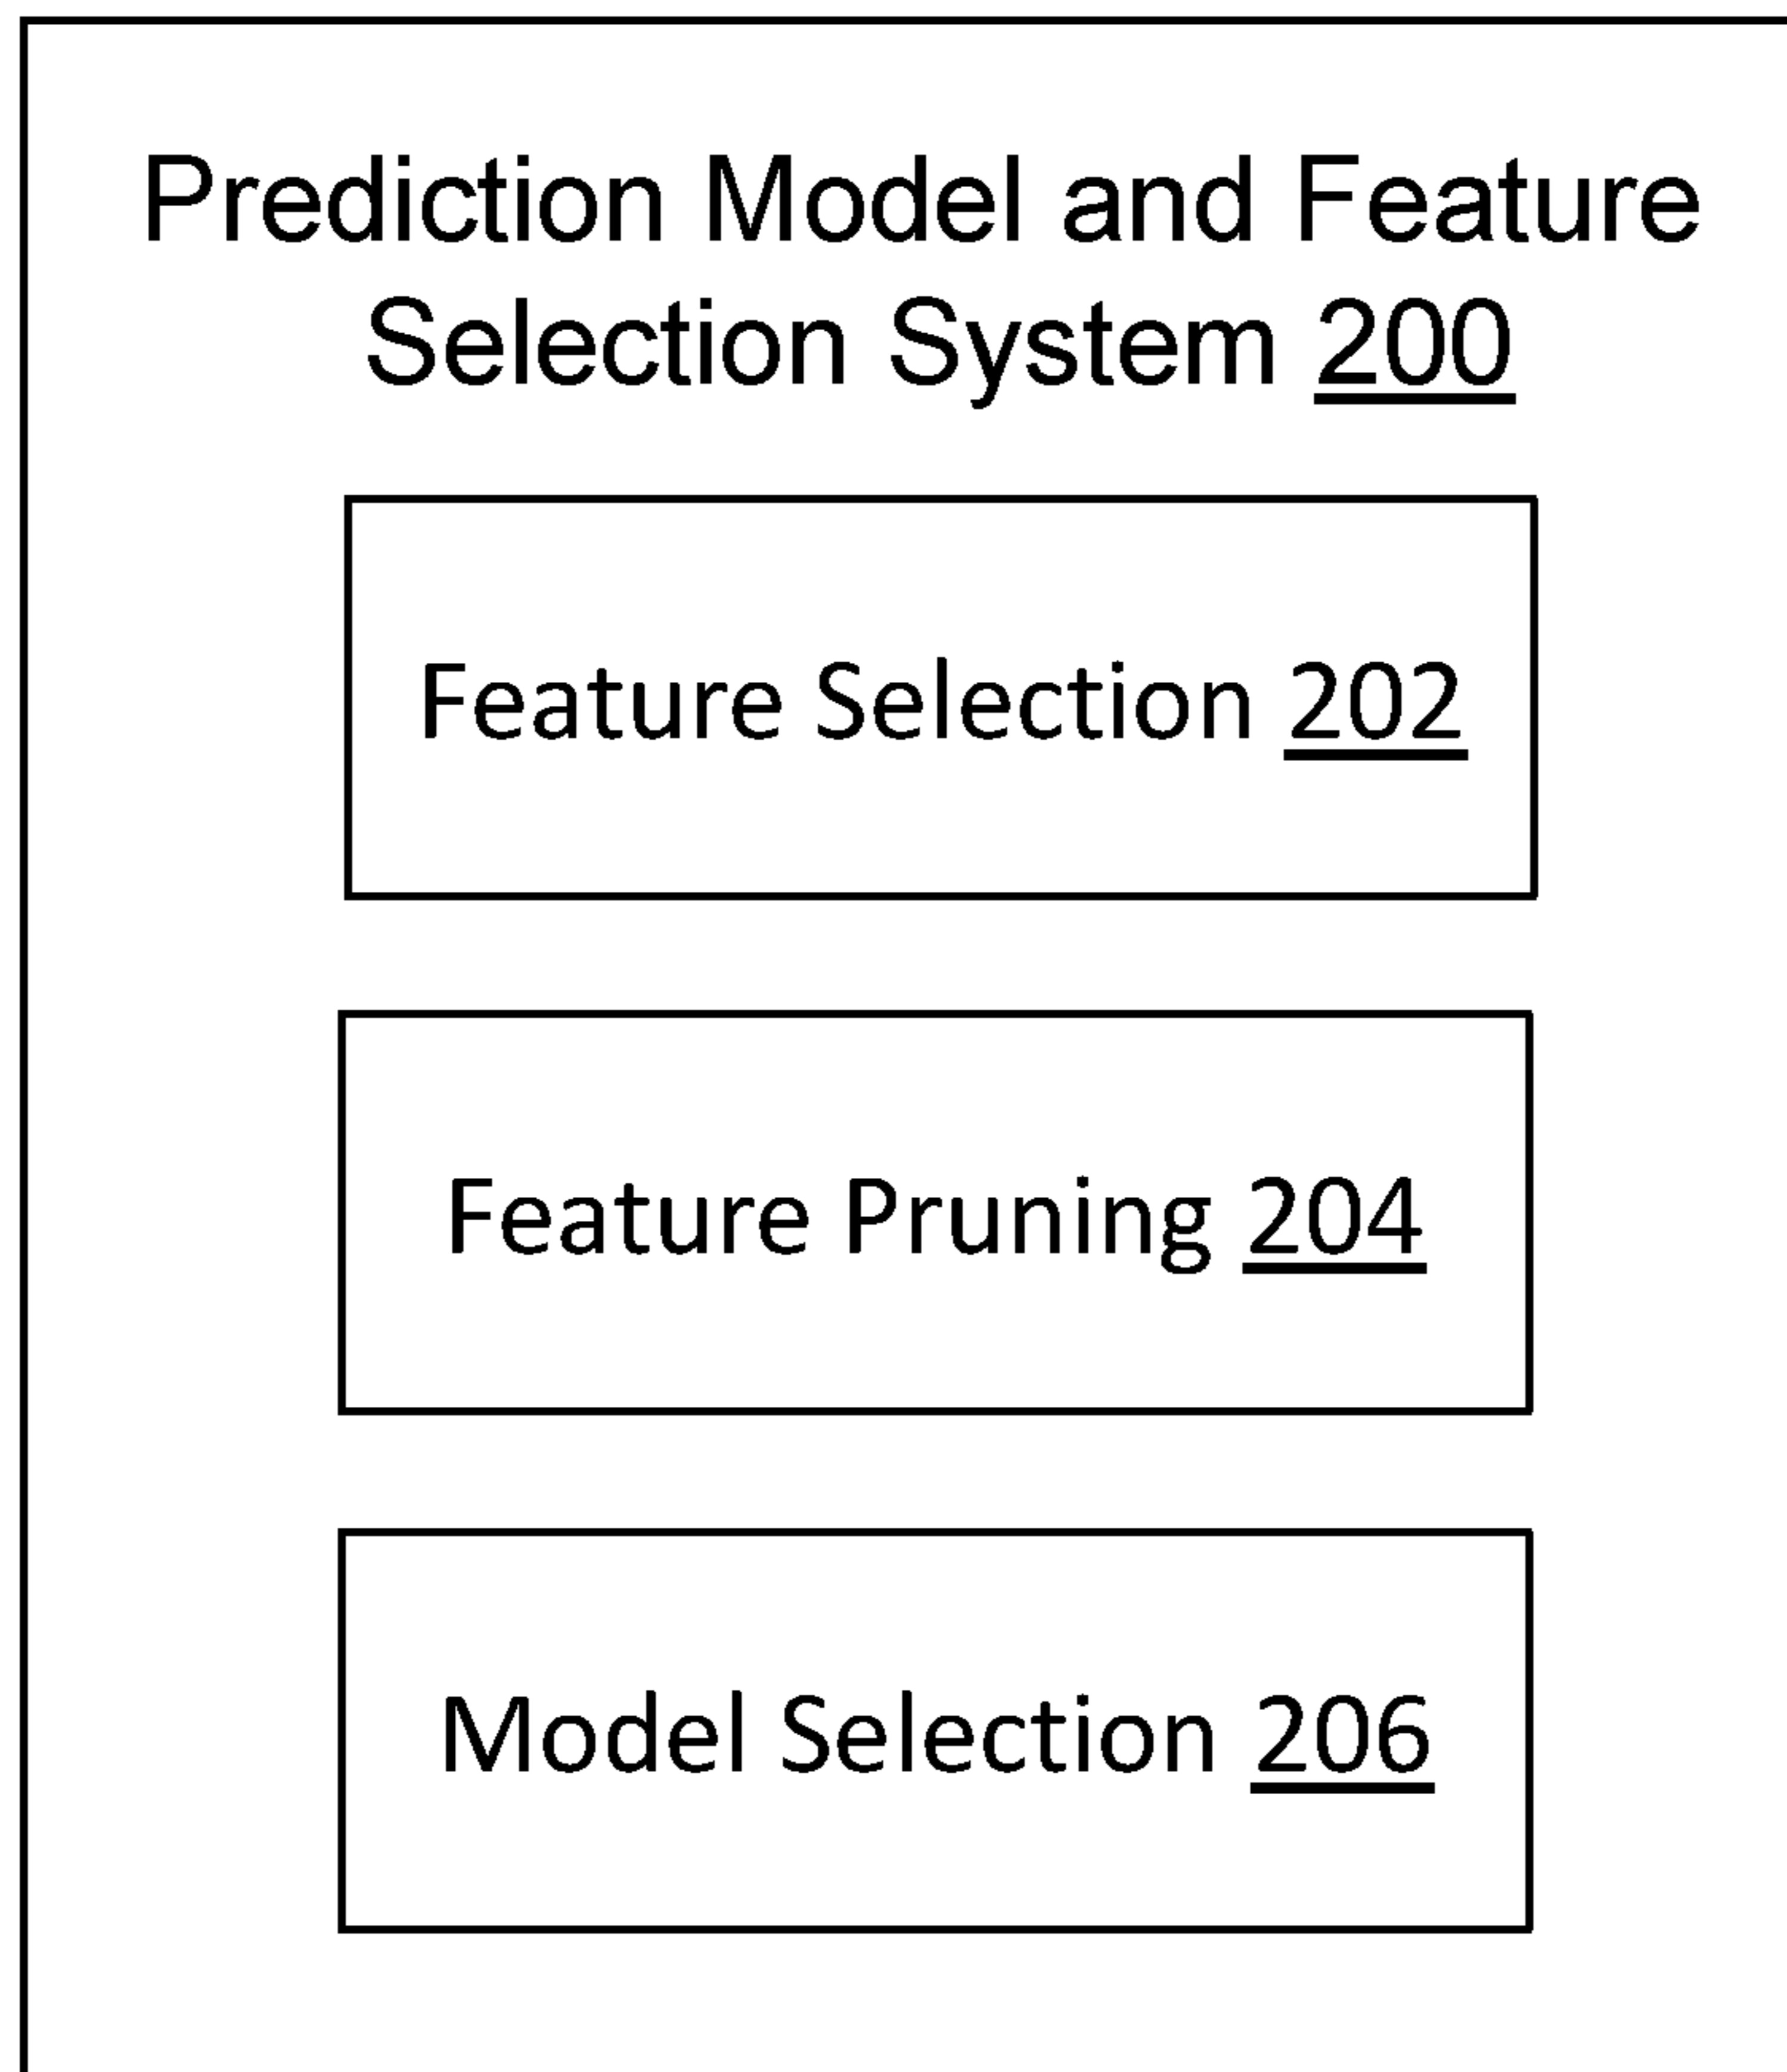 Prediction Model and Feature
Selection System 200
Feature Selection 202
Feature Pruning 204
Model Selection 206